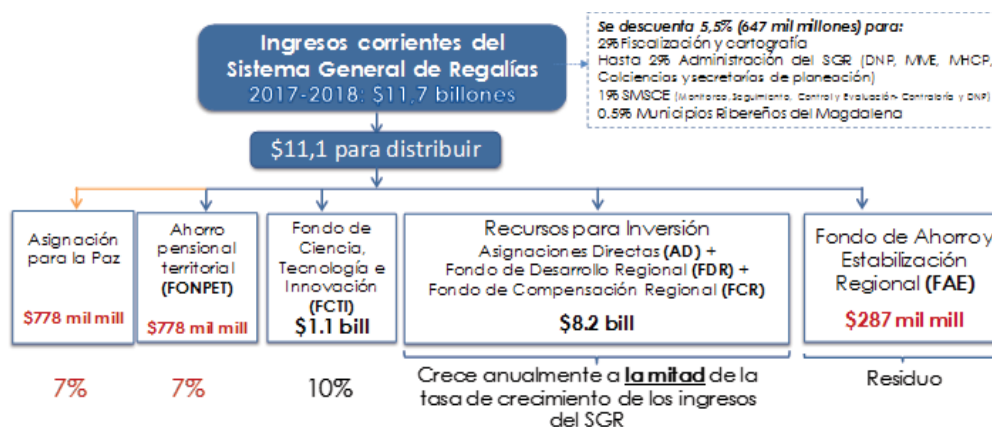 Ingresos corrientes del
Sistema General de Regalías
2017-2018: $11,7 billones
Se descuenta 5,5% (647 mil millones) para:
2% Fiscalización y cartografía
Hasta 2% Administración del SGR (DNP, MME, MHCP,
Colciencias y secretarías de planeación)
1% SMSCE (Monitoreo, Seguimiento, Control y Evaluación- Contraloría y DNP)
0.5% Municipios Ribereños del Magdalena
$11,1 para distribuir
Asignación
para la Paz
$778 mil mill
Ahorro
pensional
territorial
(FONPET)
$778 mil mill
Fondo de
Ciencia,
Tecnología e
Innovación
(FCTI)
$1.1 bill
Recursos para Inversión
Asignaciones Directas (AD) +
Fondo de Desarrollo Regional (FDR) +
Fondo de Compensación Regional (FCR)
$8.2 bill
Fondo de Ahorro y
Estabilización
Regional (FAE)
$287 mil mill
7%
7%
10%
Crece anualmente a la mitad de la
tasa de crecimiento de los ingresos
del SGR
Residuo